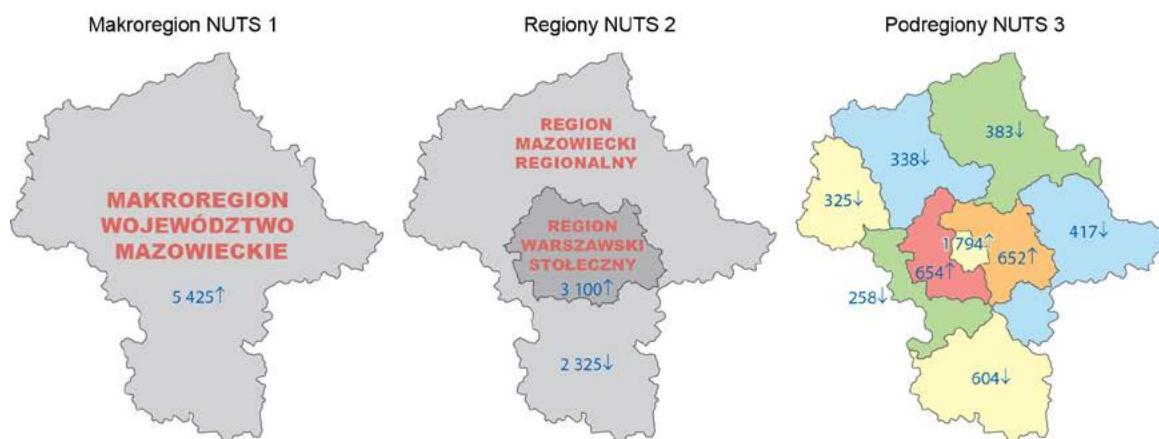 Makroregion NUTS 1
MAKROREGION
WOJEWÓDZTWO
MAZOWIECKIE
5 425↑
Regiony NUTS 2
REGION
MAZOWIECKI
REGIONALNY
REGION
WARSZAWSKI
STOŁECZNY
3 100↑
2 325↓
Podregiony NUTS 3
383↓
338↓
325↓
417↓
1 794↑
652↑
654↑
258↓
604↓